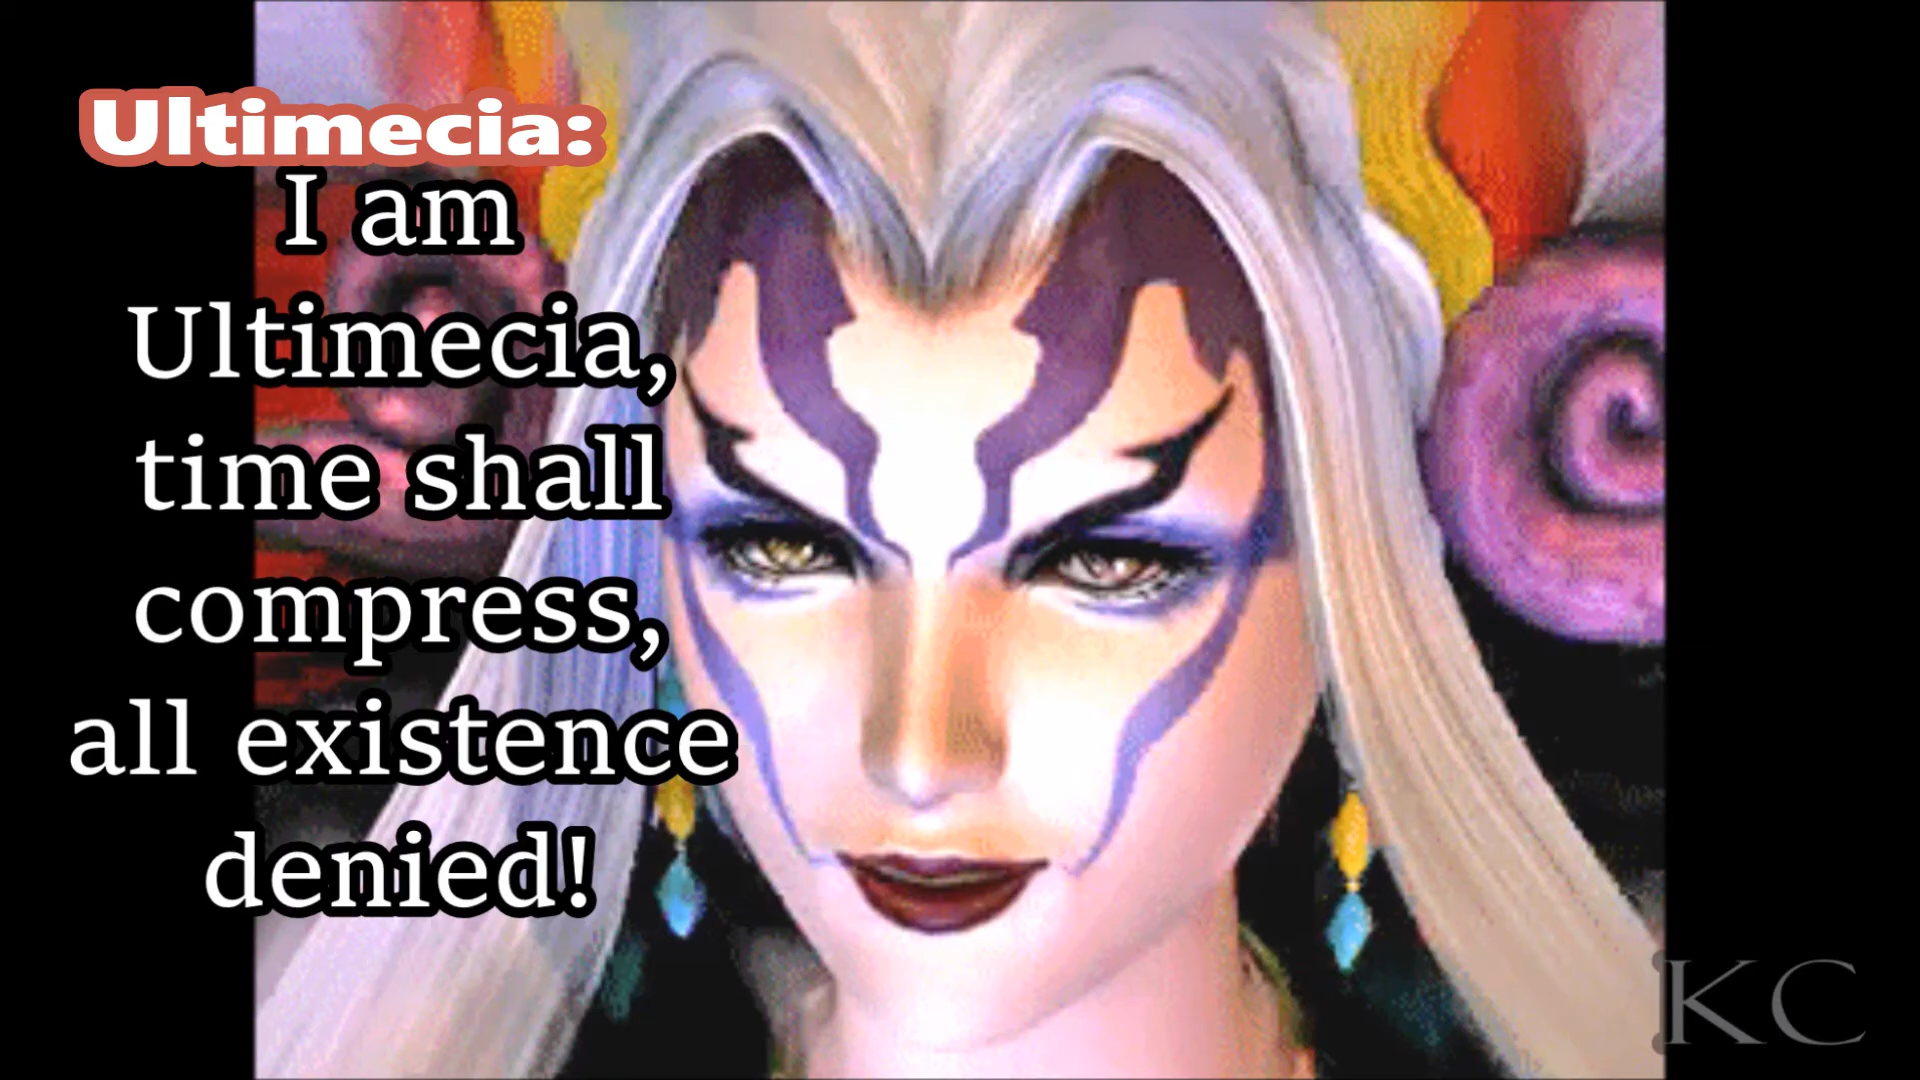 Ultimecia:
I am
Ultimecia,
time shall
compress,
all existence
denied!
KC